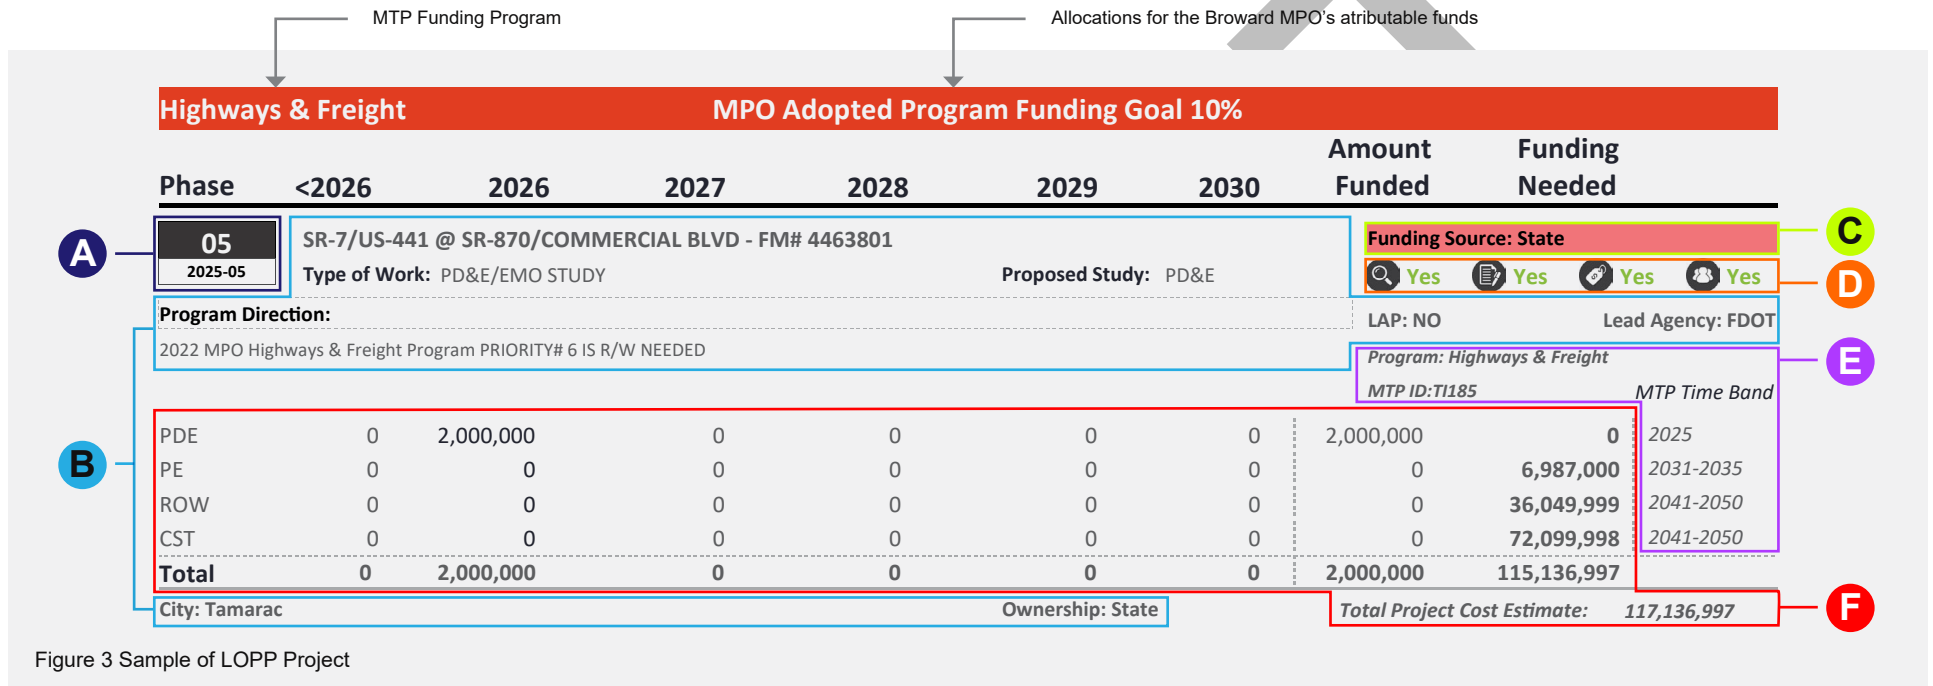 MTP Funding Program
Allocations for the Broward MPO's atributable funds
Highways & Freight MPO Adopted Program Funding Goal 10%
Amount Funding
Phase <2026 2026 2027 2028 2029 2030 Funded Needed
A
05
2025-05
SR-7/US-441 @ SR-870/COMMERCIAL BLVD - FM# 4463801
Type of Work: PD&E/EMO STUDY Proposed Study: PD&E
Funding Source: State
C
Yes Yes Yes Yes
D
Program Direction:
LAP: NO Lead Agency: FDOT
2022 MPO Highways & Freight Program PRIORITY# 6 IS R/W NEEDED
Program: Highways & Freight
E
MTP ID:TI185 MTP Time Band
B
PDE 0 2,000,000 0 0 0 0 2,000,000 0 2025
PE 0 0 0 0 0 0 0 6,987,000 2031-2035
ROW 0 0 0 0 0 0 0 36,049,999 2041-2050
CST 0 0 0 0 0 0 0 72,099,998 2041-2050
Total 0 2,000,000 0 0 0 0 2,000,000 115,136,997
City: Tamarac Ownership: State Total Project Cost Estimate: 117,136,997
F
Figure 3 Sample of LOPP Project